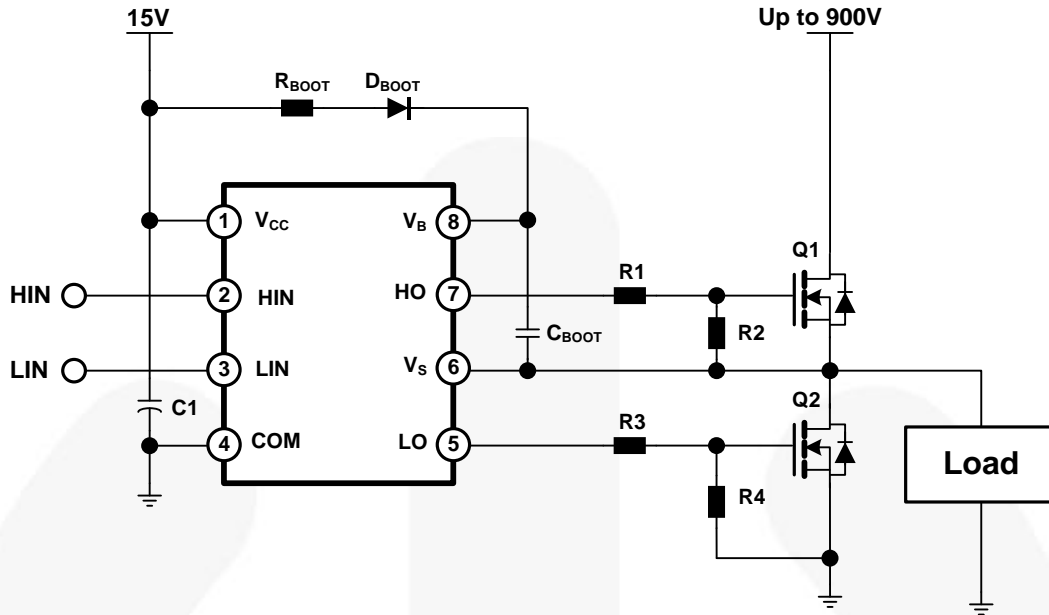 15V
Up to 900V
RBOOT
DBOOT
1
VCC
VB
8
Q1
HIN
2
HIN
HO
7
R1
R2
CBOOT
LIN
3
LIN
VS
6
Q2
C1
4
COM
LO
5
R3
R4
Load